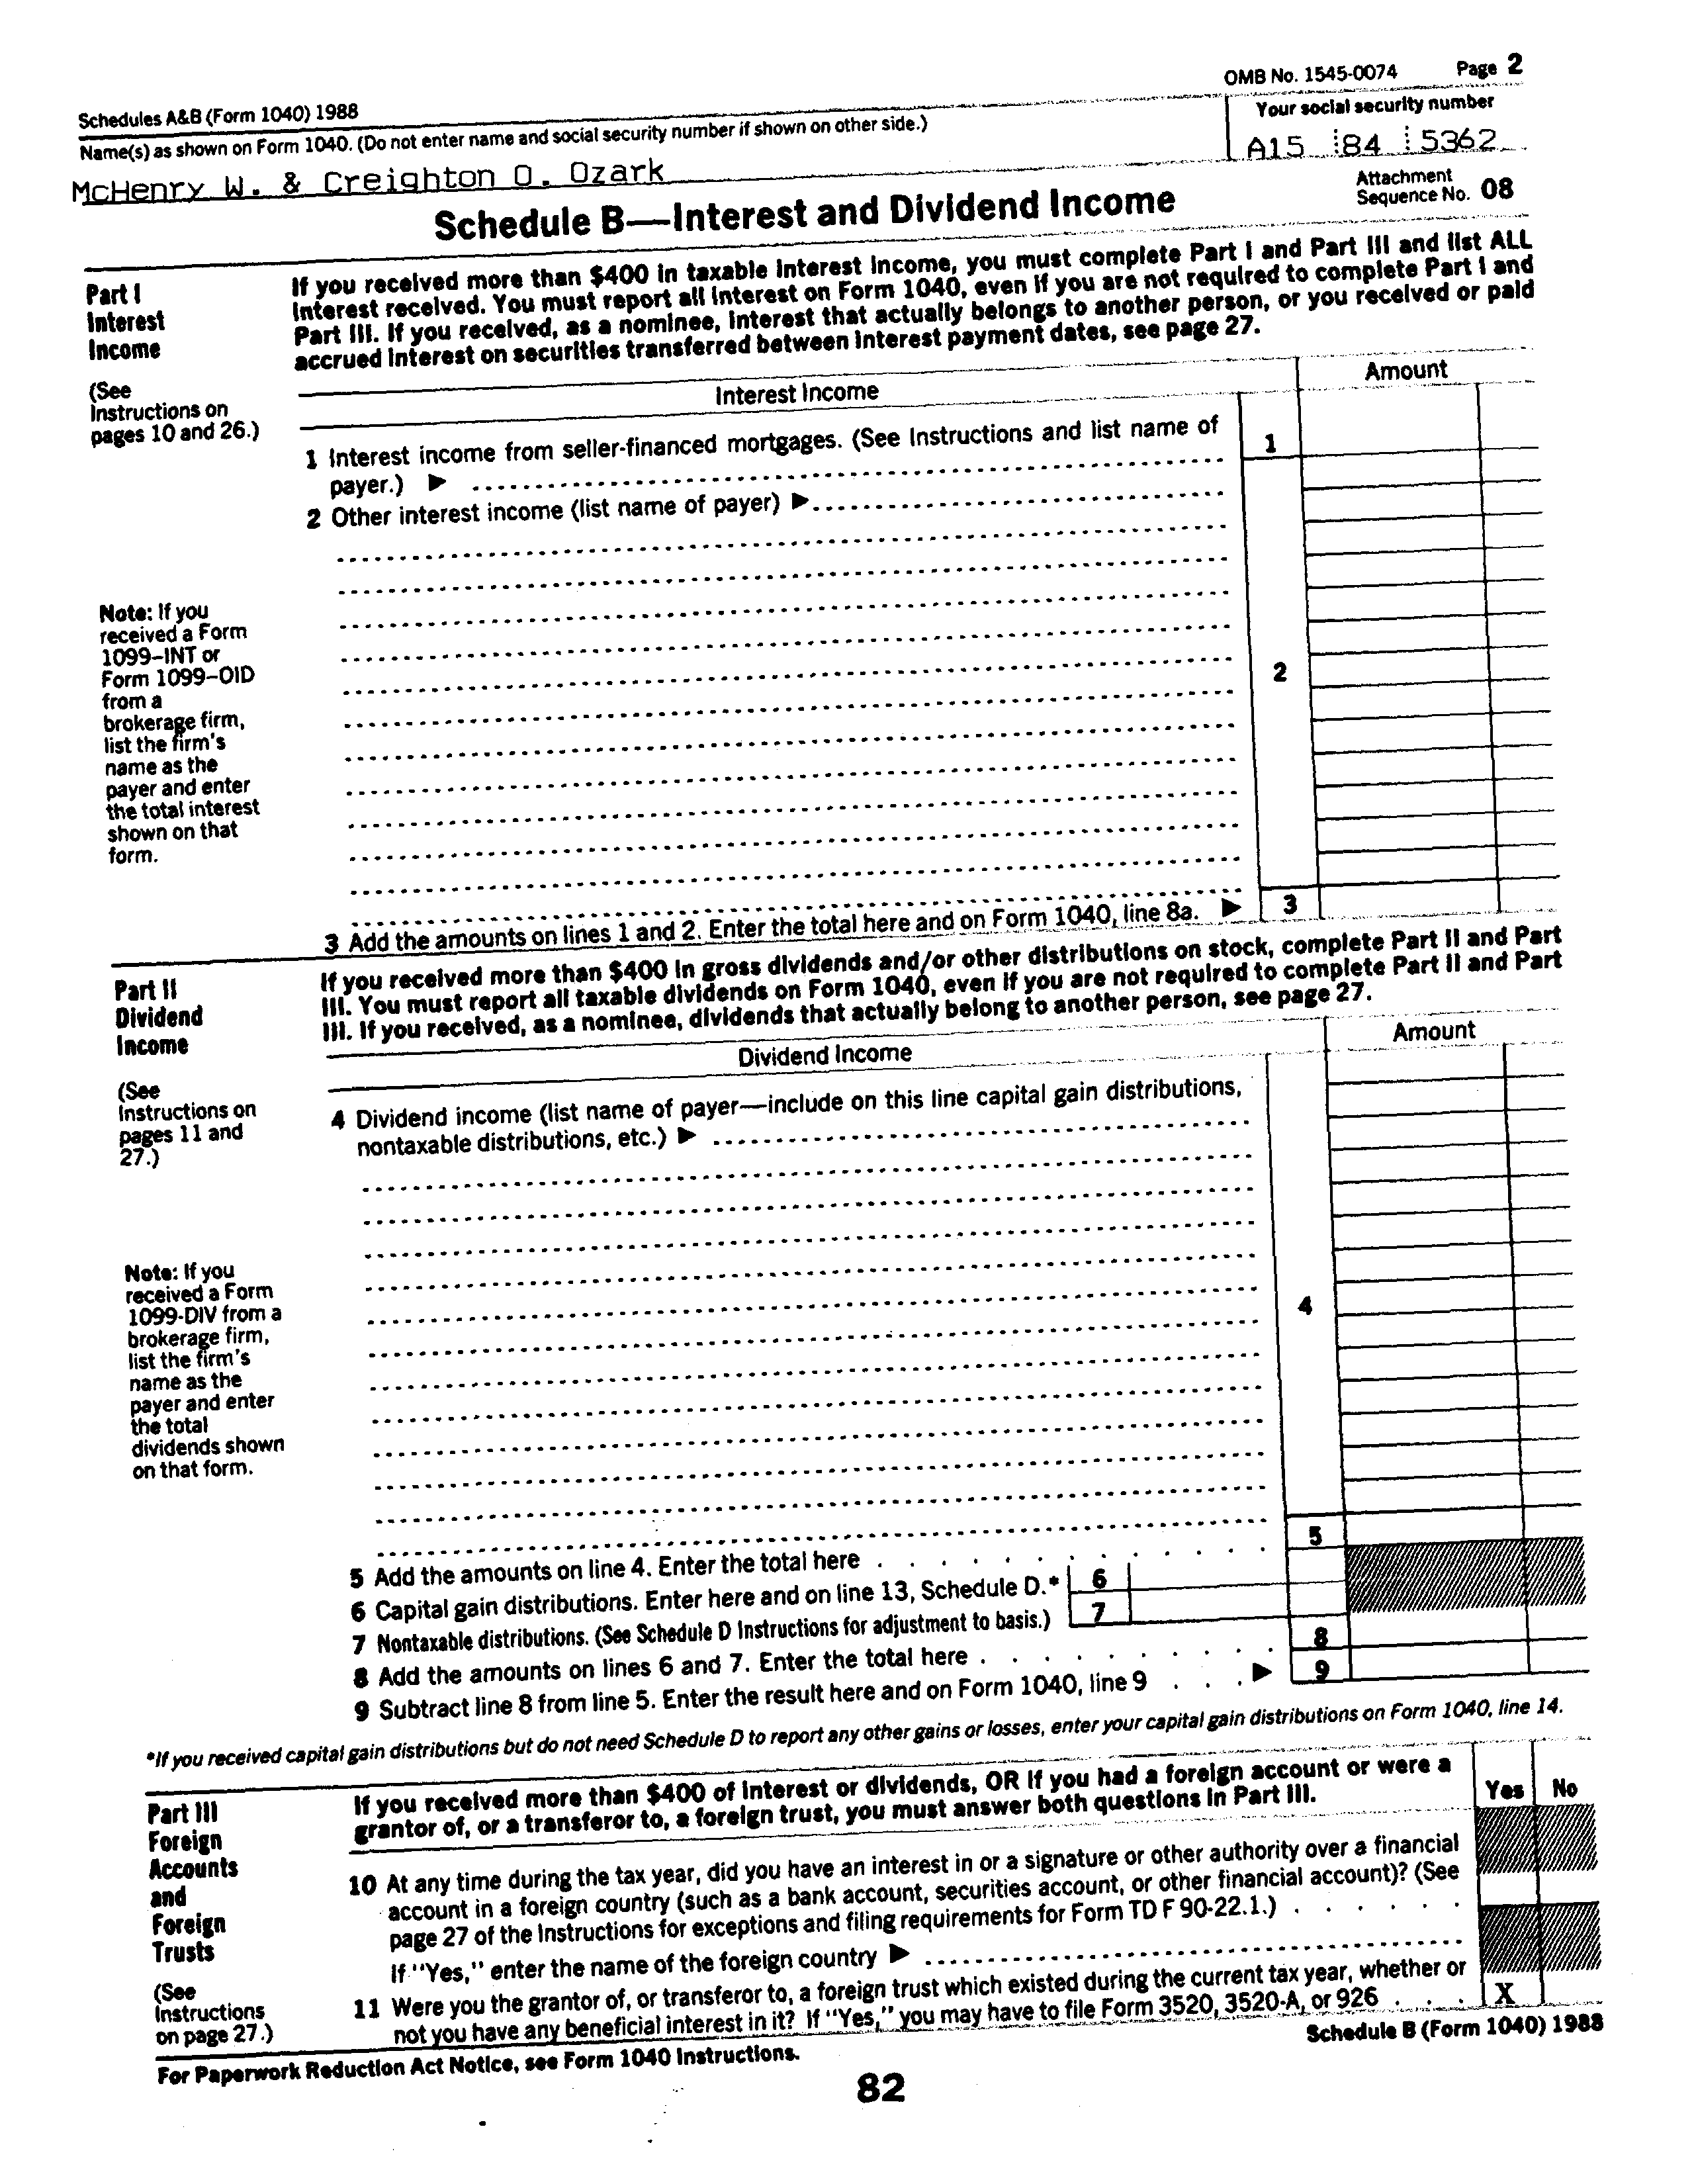 OMB No. 1545-0074 Page 2
Schedules A&B (Form 1040) 1988
Name(s) as shown on Form 1040. (Do not enter name and social security number if shown on other side.)
Your social security number
McHenry W. & Creighton O. Ozark
A15 84 5362
Schedule B—Interest and Dividend Income
Attachment
Sequence No. 08
Part I
Interest
Income
(See
Instructions on
pages 10 and 26.)
If you received more than $400 in taxable interest income, you must complete Part I and Part III and list ALL
interest received. You must report all interest on Form 1040, even if you are not required to complete Part I and
Part III. If you received, as a nominee, interest that actually belongs to another person, or you received or paid
accrued interest on securities transferred between interest payment dates, see page 27.
Interest Income
Amount
1 Interest income from seller-financed mortgages. (See Instructions and list name of
payer.) ▶
1
2 Other interest income (list name of payer) ▶
Note: If you
received a Form
1099–INT or
Form 1099–OID
from a
brokerage firm,
list the firm's
name as the
payer and enter
the total interest
shown on that
form.
2
3 Add the amounts on lines 1 and 2. Enter the total here and on Form 1040, line 8a. ▶ 3
Part II
Dividend
Income
(See
Instructions on
pages 11 and
27.)
If you received more than $400 in gross dividends and/or other distributions on stock, complete Part II and Part
III. You must report all taxable dividends on Form 1040, even if you are not required to complete Part II and Part
III. If you received, as a nominee, dividends that actually belong to another person, see page 27.
Dividend Income
Amount
4 Dividend income (list name of payer—include on this line capital gain distributions,
nontaxable distributions, etc.) ▶
Note: If you
received a Form
1099-DIV from a
brokerage firm,
list the firm's
name as the
payer and enter
the total
dividends shown
on that form.
4
5 Add the amounts on line 4. Enter the total here . . . . . . . . . . . . 5
6 Capital gain distributions. Enter here and on line 13, Schedule D.* 6
7 Nontaxable distributions. (See Schedule D Instructions for adjustment to basis.) 7
8 Add the amounts on lines 6 and 7. Enter the total here . . . . . . . . . 8
9 Subtract line 8 from line 5. Enter the result here and on Form 1040, line 9 . . . ▶ 9
*If you received capital gain distributions but do not need Schedule D to report any other gains or losses, enter your capital gain distributions on Form 1040, line 14.
Part III
Foreign
Accounts
and
Foreign
Trusts
(See
Instructions
on page 27.)
If you received more than $400 of interest or dividends, OR if you had a foreign account or were a
grantor of, or a transferor to, a foreign trust, you must answer both questions in Part III.
Yes No
10 At any time during the tax year, did you have an interest in or a signature or other authority over a financial
account in a foreign country (such as a bank account, securities account, or other financial account)? (See
page 27 of the Instructions for exceptions and filing requirements for Form TD F 90-22.1.) . . . . . .
If "Yes," enter the name of the foreign country ▶
11 Were you the grantor of, or transferor to, a foreign trust which existed during the current tax year, whether or
not you have any beneficial interest in it? If "Yes," you may have to file Form 3520, 3520-A, or 926 . . . . X
For Paperwork Reduction Act Notice, see Form 1040 Instructions.
Schedule B (Form 1040) 1988
82